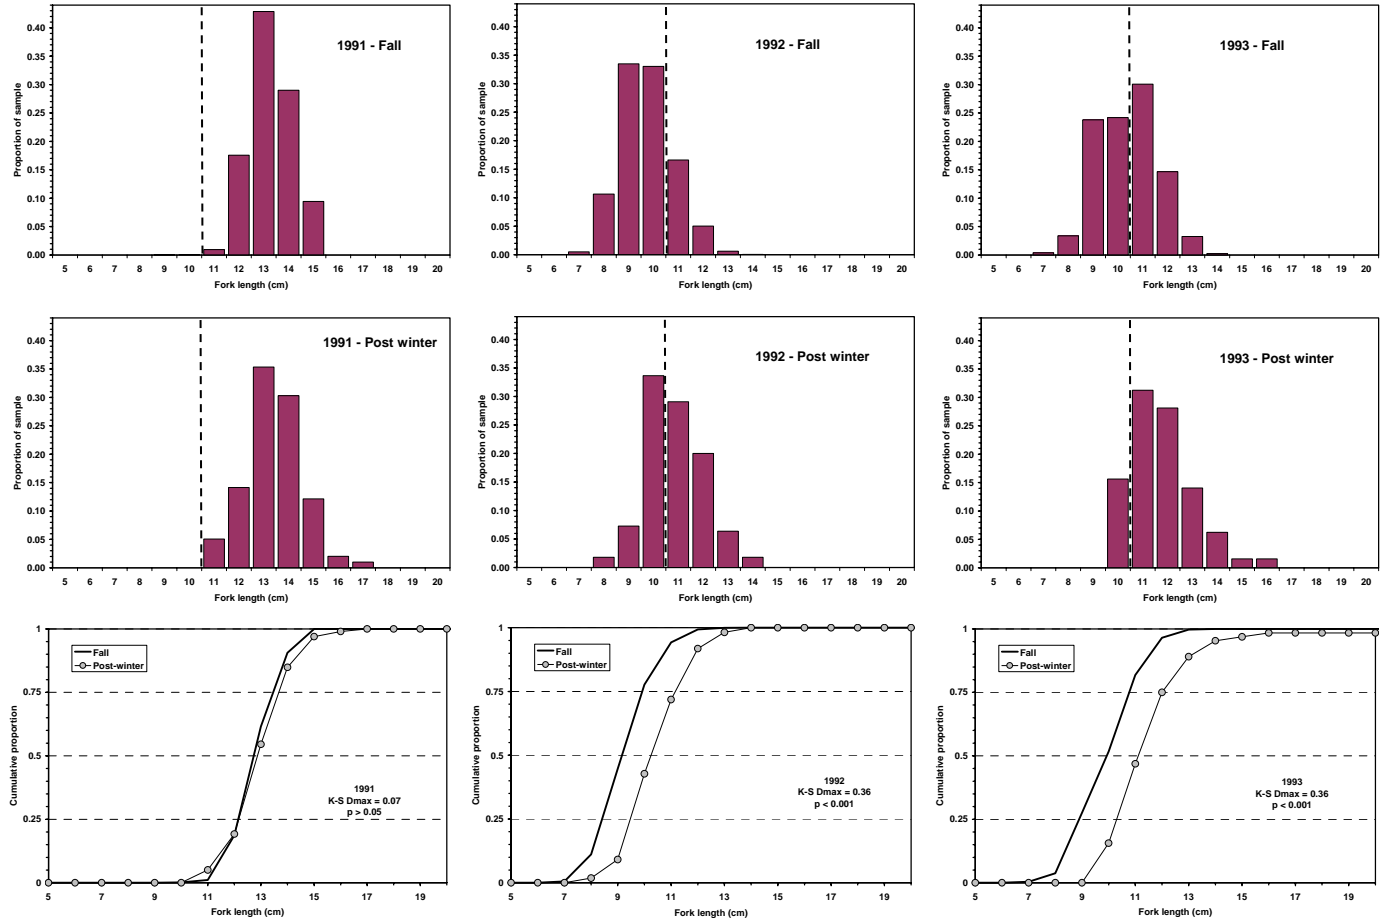 1991 - Fall
Proportion of sample
0.40
0.35
0.30
0.25
0.20
0.15
0.10
0.05
0.00
5 6 7 8 9 10 11 12 13 14 15 16 17 18 19 20
Fork length (cm)
1992 - Fall
Proportion of sample
0.40
0.35
0.30
0.25
0.20
0.15
0.10
0.05
0.00
5 6 7 8 9 10 11 12 13 14 15 16 17 18 19 20
Fork length (cm)
1993 - Fall
Proportion of sample
0.40
0.35
0.30
0.25
0.20
0.15
0.10
0.05
0.00
5 6 7 8 9 10 11 12 13 14 15 16 17 18 19 20
Fork length (cm)
1991 - Post winter
Proportion of sample
0.40
0.35
0.30
0.25
0.20
0.15
0.10
0.05
0.00
5 6 7 8 9 10 11 12 13 14 15 16 17 18 19 20
Fork length (cm)
1992 - Post winter
Proportion of sample
0.40
0.35
0.30
0.25
0.20
0.15
0.10
0.05
0.00
5 6 7 8 9 10 11 12 13 14 15 16 17 18 19 20
Fork length (cm)
1993 - Post winter
Proportion of sample
0.40
0.35
0.30
0.25
0.20
0.15
0.10
0.05
0.00
5 6 7 8 9 10 11 12 13 14 15 16 17 18 19 20
Fork length (cm)
Cumulative proportion
1
0.75
0.5
0.25
0
Fall
Post-winter
1991
K-S Dmax = 0.07
p > 0.05
5 7 9 11 13 15 17 19
Fork length (cm)
Cumulative proportion
1
0.75
0.5
0.25
0
Fall
Post-winter
1992
K-S Dmax = 0.36
p < 0.001
5 7 9 11 13 15 17 19
Fork length (cm)
Cumulative proportion
1
0.75
0.5
0.25
0
Fall
Post-winter
1993
K-S Dmax = 0.36
p < 0.001
5 7 9 11 13 15 17 19
Fork length (cm)